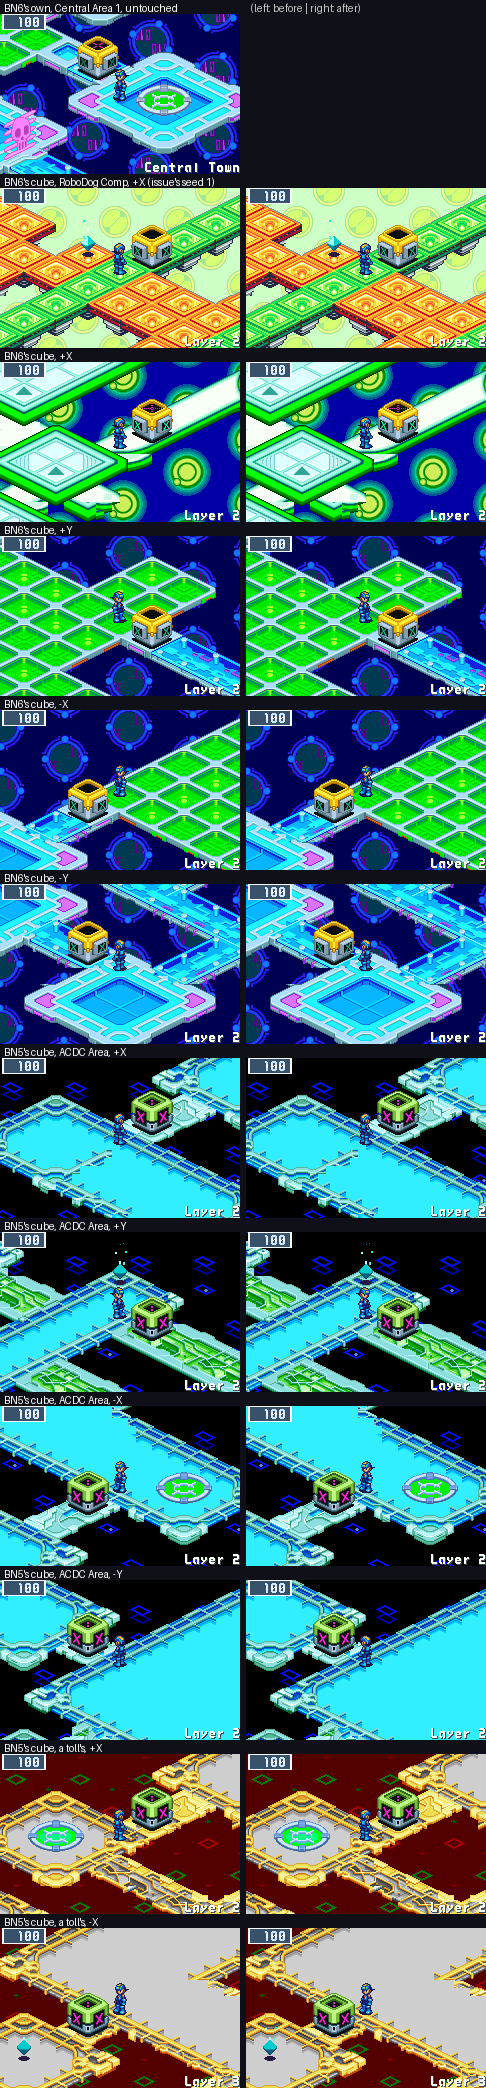 BN6's own, Central Area 1, untouched (left before | right after)
100
Central Town
BN6's cube, RoboDog Comp, +X (issue's seed 1)
100 100
Layer 2 Layer 2
BN6's cube, +X
100 100
Layer 2 Layer 2
BN6's cube, +Y
100 100
Layer 2 Layer 2
BN6's cube, -X
100 100
Layer 2 Layer 2
BN6's cube, -Y
100 100
Layer 2 Layer 2
BN5's cube, ACDC Area, +X
100 100
Layer 2 Layer 2
BN5's cube, ACDC Area, +Y
100 100
Layer 2 Layer 2
BN5's cube, ACDC Area, -X
100 100
Layer 2 Layer 2
BN5's cube, ACDC Area, -Y
100 100
Layer 2 Layer 2
BN5's cube, a toll's, +X
100 100
Layer 2 Layer 2
BN5's cube, a toll's, -X
100 100
Layer 3 Layer 3